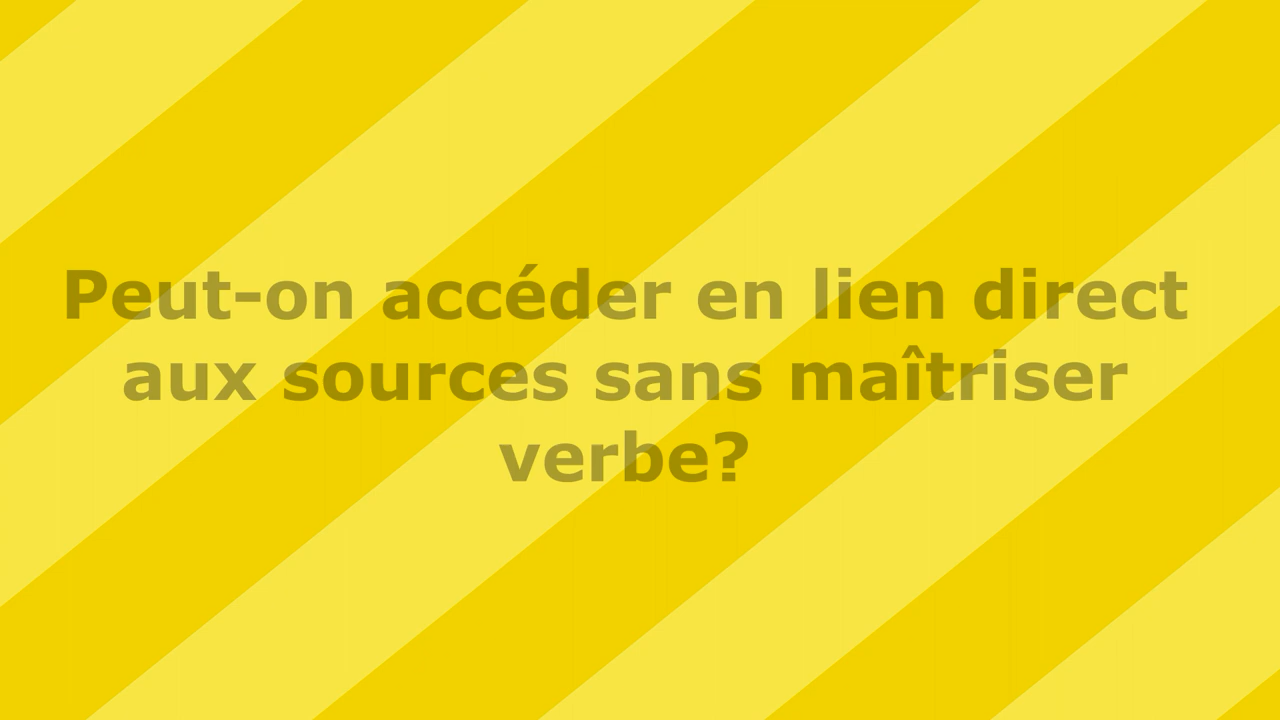 Peut-on accéder en lien direct
aux sources sans maîtriser
verbe?